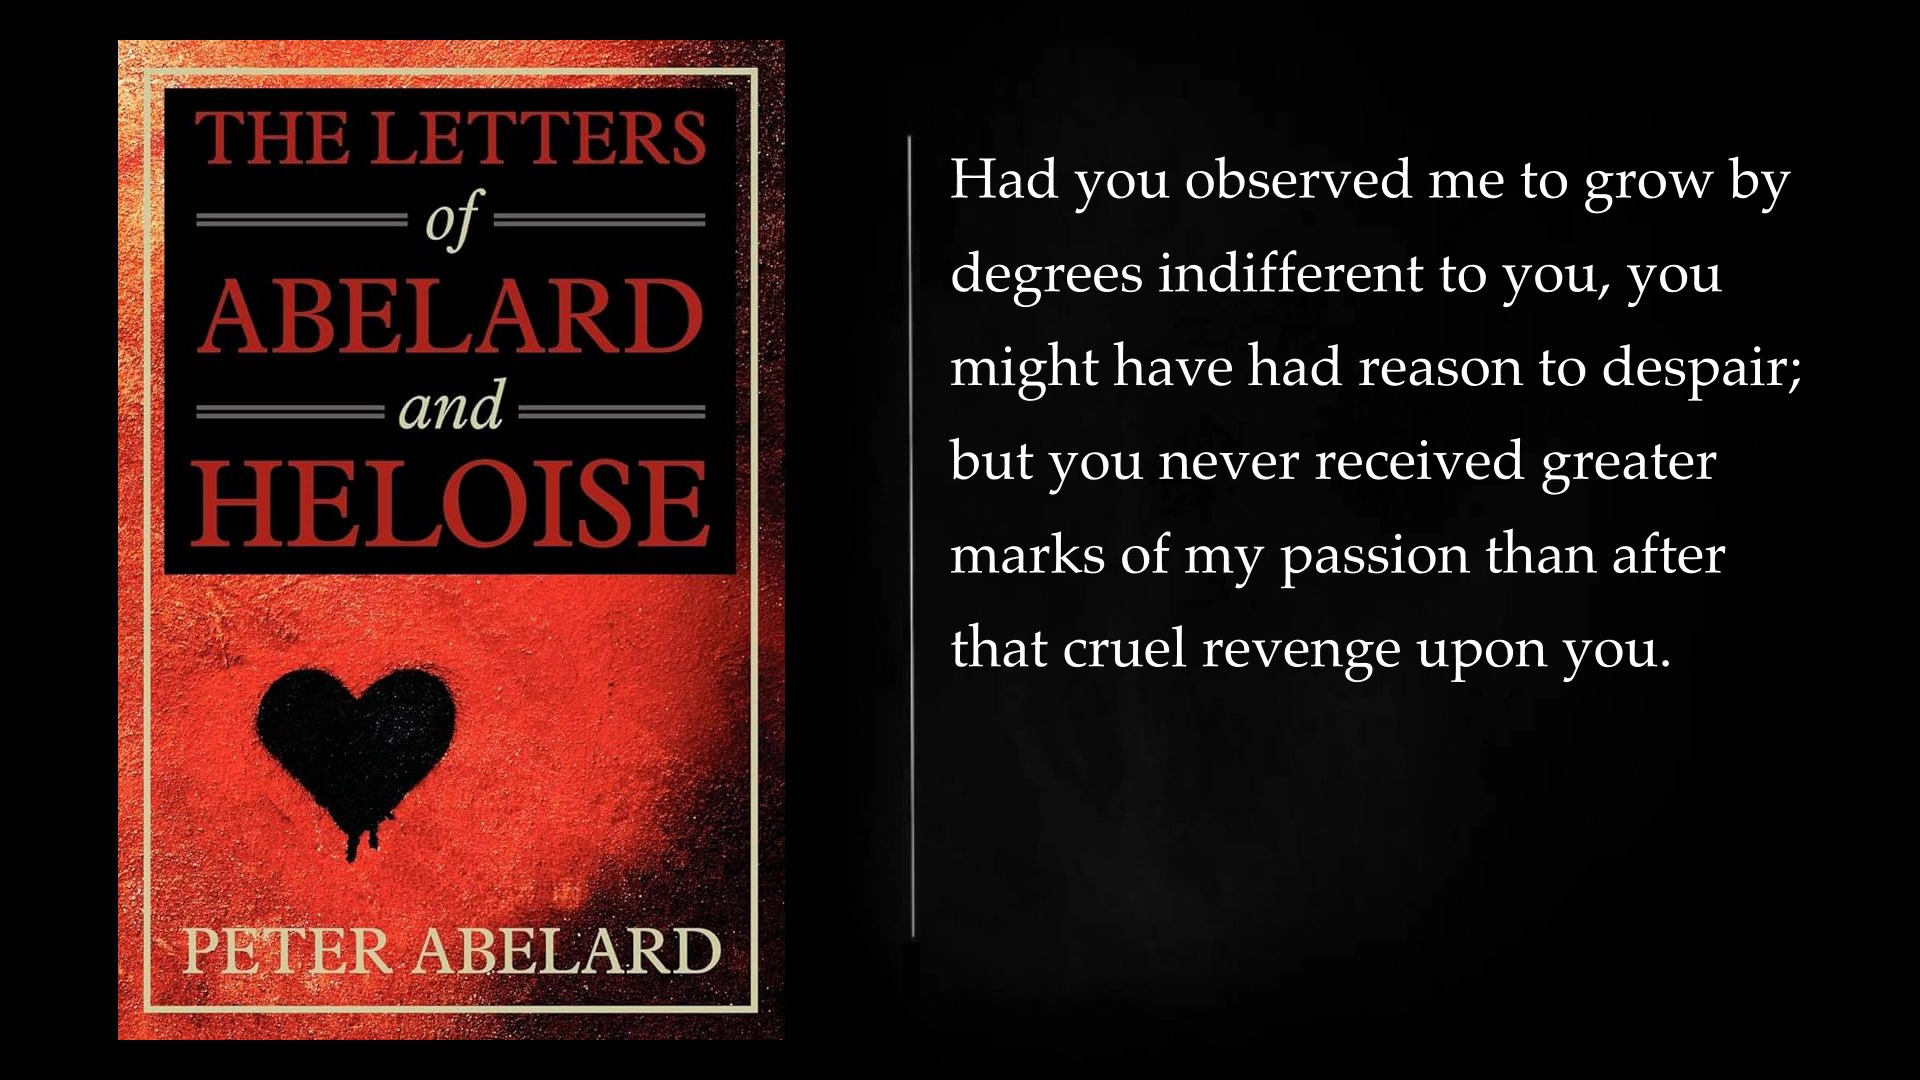 THE LETTERS
of
ABELARD
and
HELOISE
PETER ABELARD
Had you observed me to grow by
degrees indifferent to you, you
might have had reason to despair;
but you never received greater
marks of my passion than after
that cruel revenge upon you.